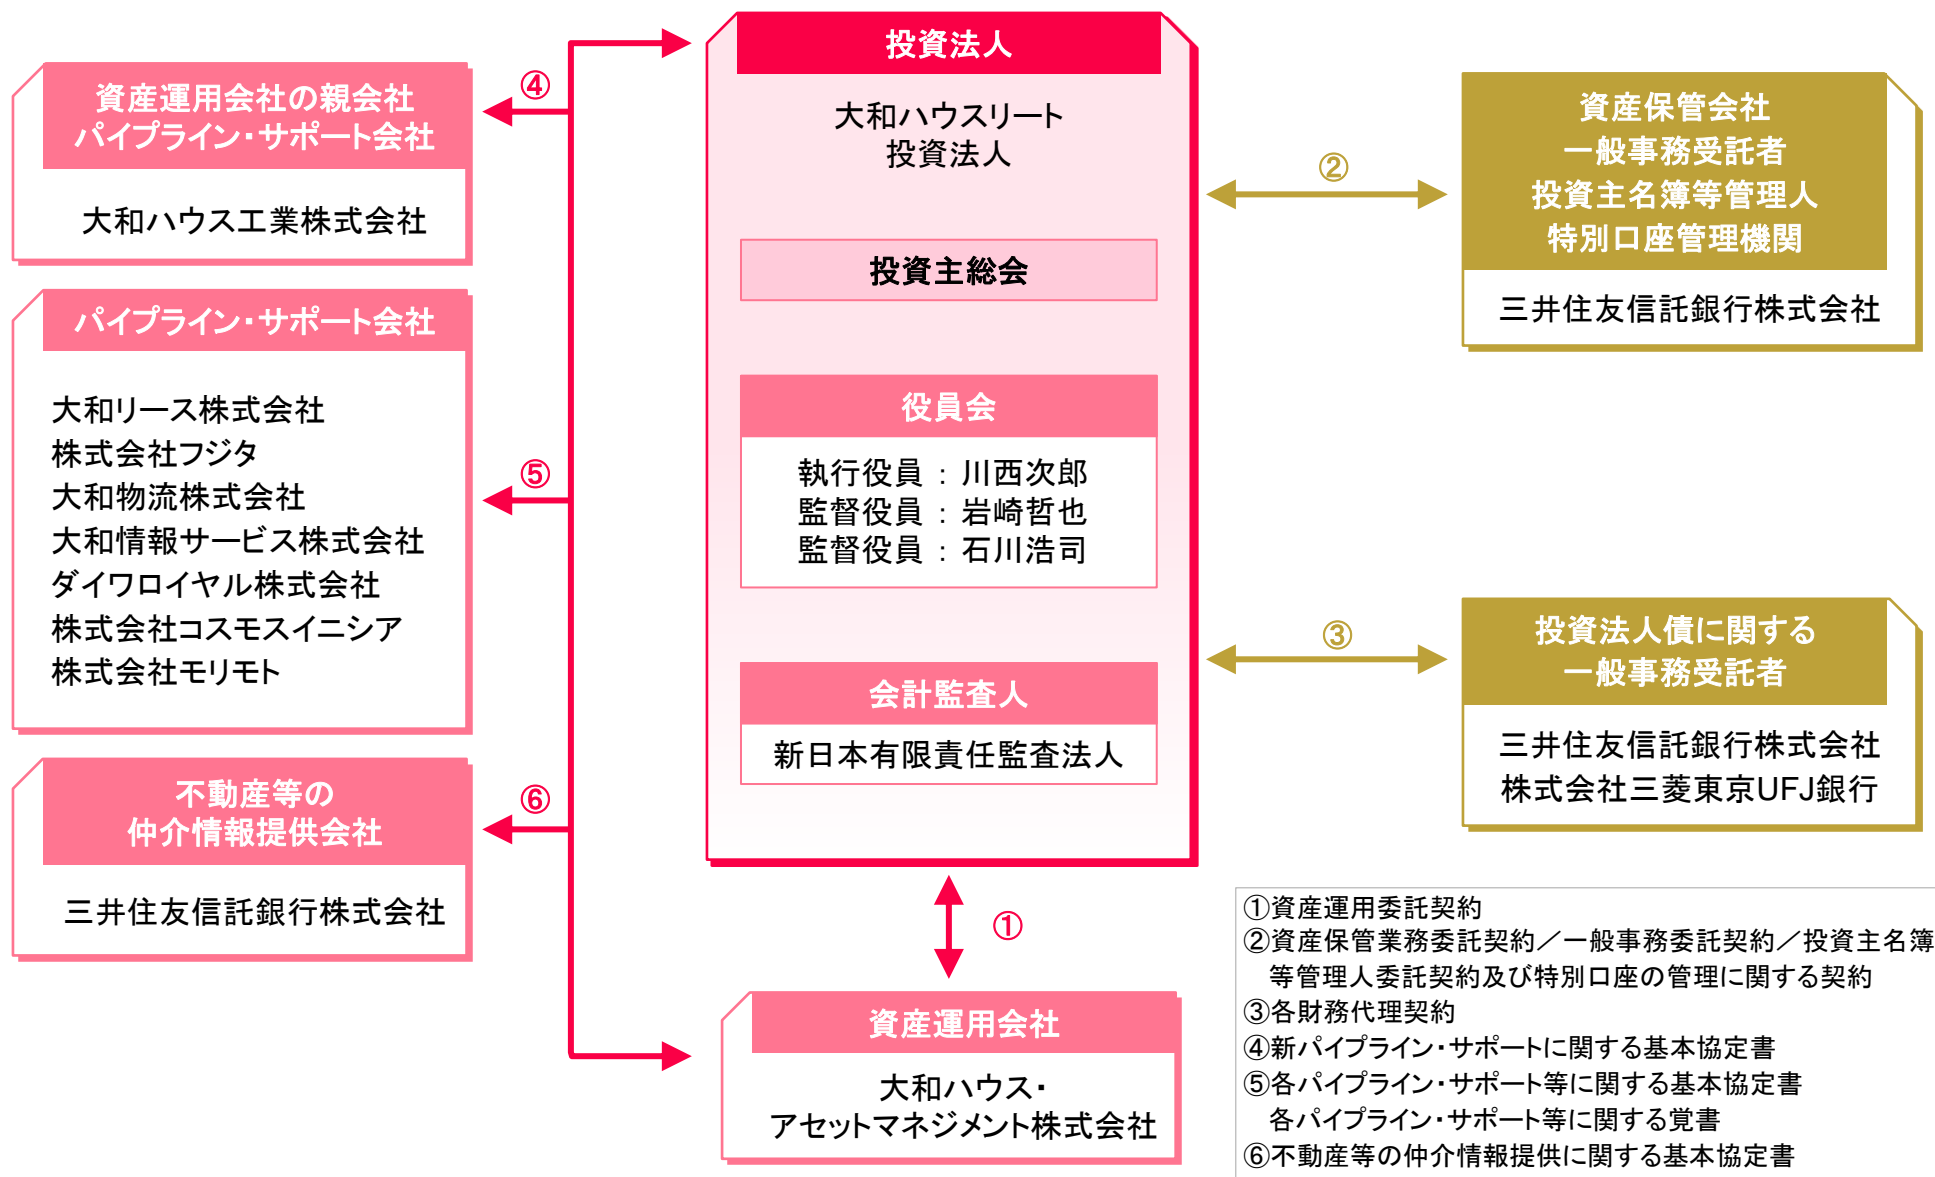 投資法人
大和ハウスリート
投資法人
投資主総会
役員会
執行役員 : 川西次郎
監督役員 : 岩崎哲也
監督役員 : 石川浩司
会計監査人
新日本有限責任監査法人
④
資産運用会社の親会社
パイプライン・サポート会社
大和ハウス工業株式会社
パイプライン・サポート会社
大和リース株式会社
株式会社フジタ
大和物流株式会社
大和情報サービス株式会社
ダイワロイヤル株式会社
株式会社コスモスイニシア
株式会社モリモト
⑤
不動産等の
仲介情報提供会社
三井住友信託銀行株式会社
⑥
②
資産保管会社
一般事務受託者
投資主名簿等管理人
特別口座管理機関
三井住友信託銀行株式会社
③
投資法人債に関する
一般事務受託者
三井住友信託銀行株式会社
株式会社三菱東京UFJ銀行
①
資産運用会社
大和ハウス・
アセットマネジメント株式会社
①資産運用委託契約
②資産保管業務委託契約／一般事務委託契約／投資主名簿
等管理人委託契約及び特別口座の管理に関する契約
③各財務代理契約
④新パイプライン・サポートに関する基本協定書
⑤各パイプライン・サポート等に関する基本協定書
各パイプライン・サポート等に関する覚書
⑥不動産等の仲介情報提供に関する基本協定書